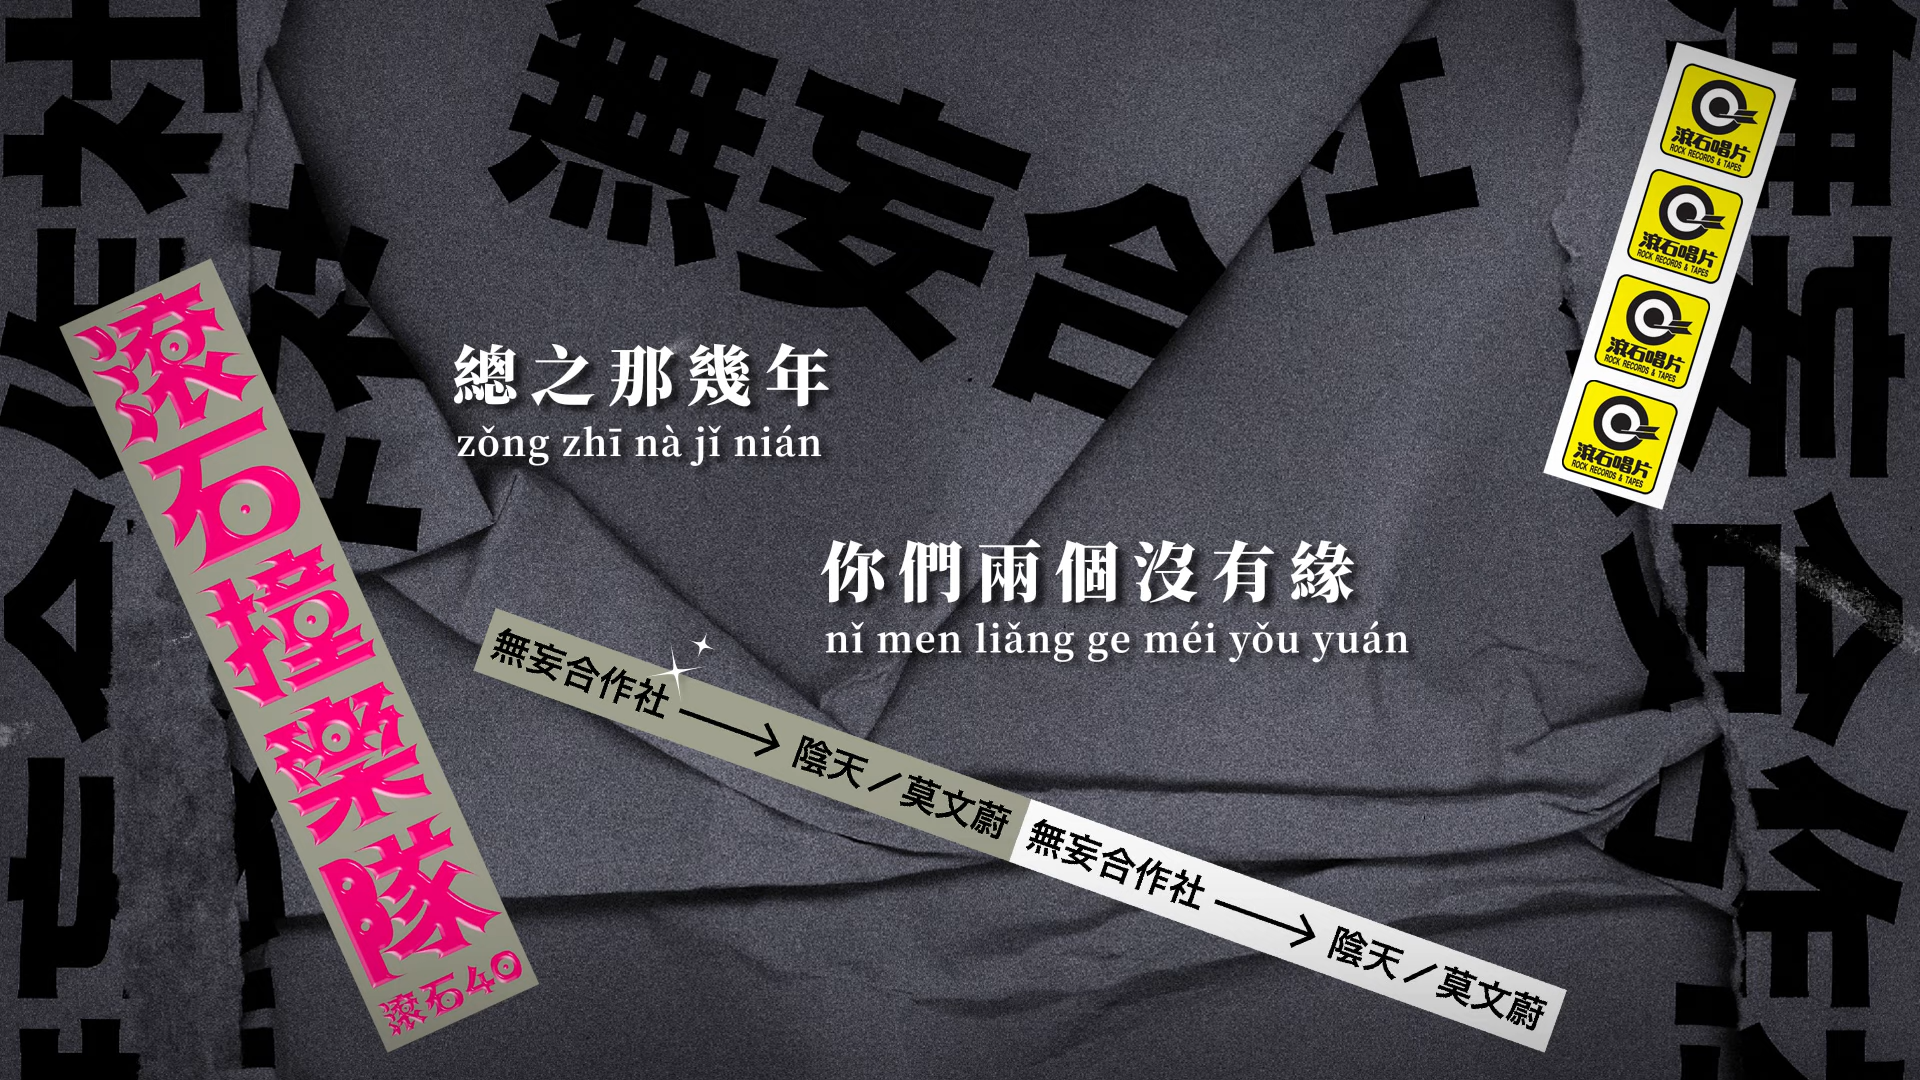 無妄合作社
滾石唱片
ROCK RECORDS & TAPES
滾石唱片
ROCK RECORDS & TAPES
滾石唱片
ROCK RECORDS & TAPES
滾石唱片
ROCK RECORDS & TAPES
滾石撞樂隊
滾石40
總之那幾年
zǒng zhī nà jǐ nián
你們兩個沒有緣
nǐ men liǎng ge méi yǒu yuán
無妄合作社 → 陰天／莫文蔚
無妄合作社 → 陰天／莫文蔚